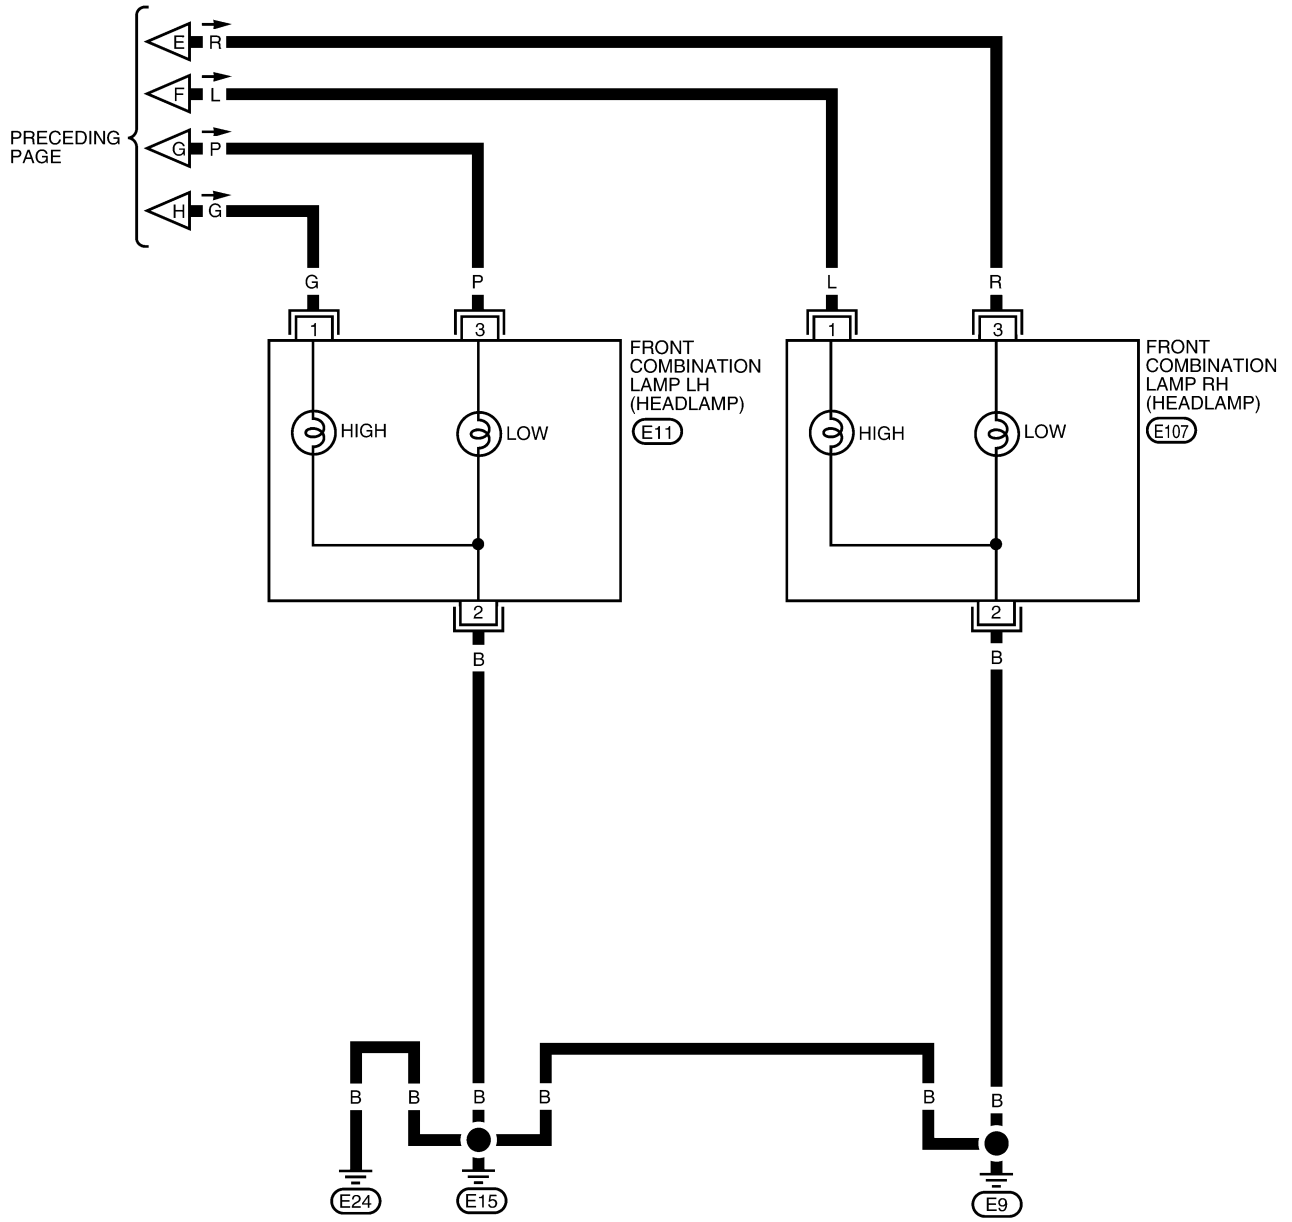 E R
F L
PRECEDING
PAGE
G P
H G
G P L R
1 3 1 3
FRONT
COMBINATION
LAMP LH
(HEADLAMP)
E11
FRONT
COMBINATION
LAMP RH
(HEADLAMP)
E107
HIGH LOW HIGH LOW
2 2
B B
B B B B B B
E24 E15 E9